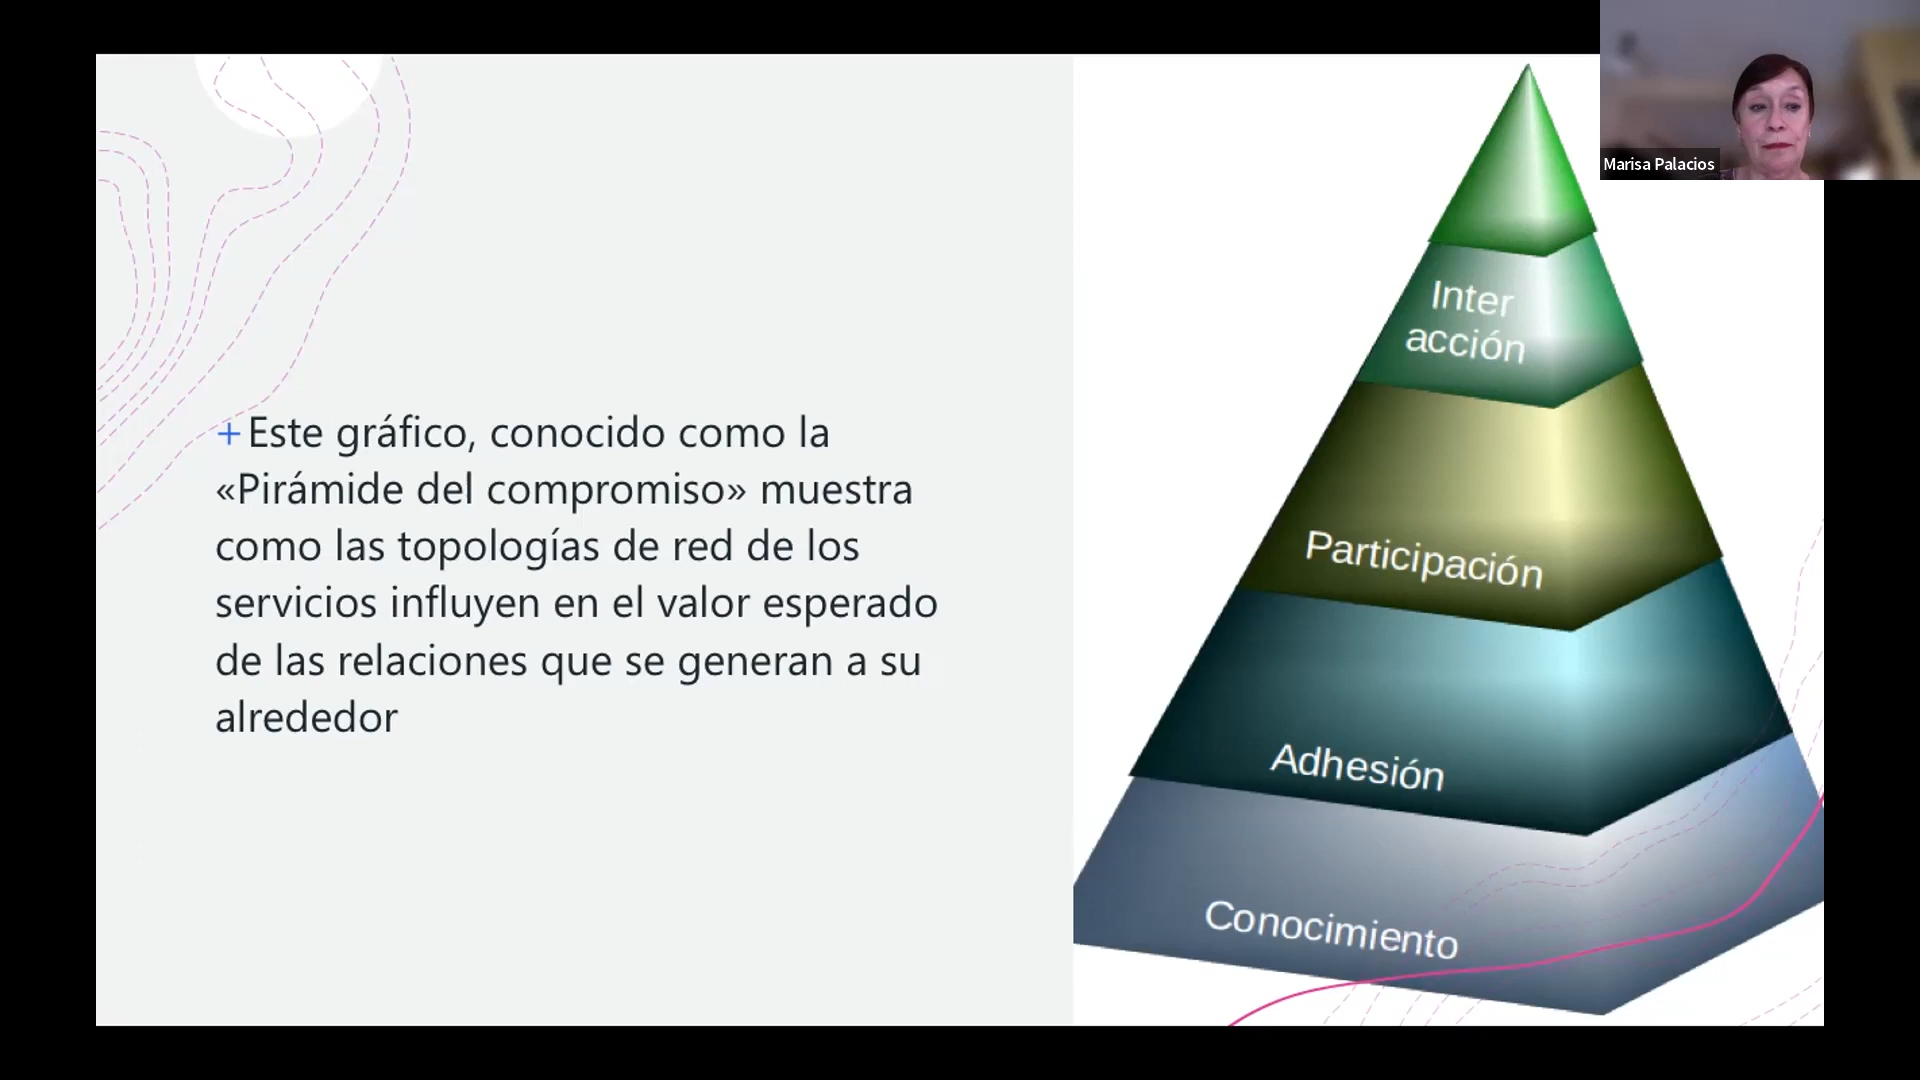 + Este gráfico, conocido como la
«Pirámide del compromiso» muestra
como las topologías de red de los
servicios influyen en el valor esperado
de las relaciones que se generan a su
alrededor
Inter
acción
Participación
Adhesión
Conocimiento
Marisa Palacios